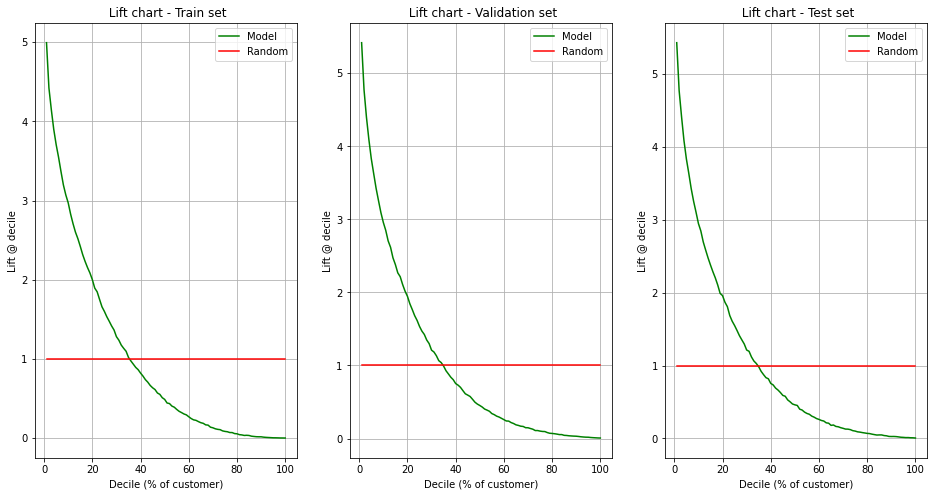 Lift chart - Train set
Model
Random
Lift @ decile
5
4
3
2
1
0
0 20 40 60 80 100
Decile (% of customer)
Lift chart - Validation set
Model
Random
Lift @ decile
5
4
3
2
1
0
0 20 40 60 80 100
Decile (% of customer)
Lift chart - Test set
Model
Random
Lift @ decile
5
4
3
2
1
0
0 20 40 60 80 100
Decile (% of customer)